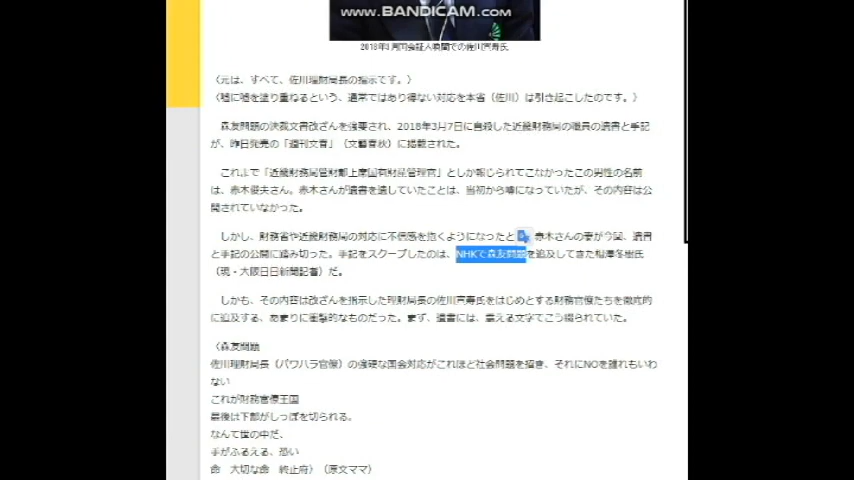 www.BANDICAM.com
2018年3月国会証人喚問での佐川宣寿氏
〈元は、すべて、佐川理財局長の指示です。〉
〈嘘に嘘を塗り重ねるという、通常ではあり得ない対応を本省（佐川）は引き起こしたのです。〉
森友問題の決裁文書改ざんを強要され、2018年3月7日に自殺した近畿財務局の職員の遺書と手記
が、昨日発売の「週刊文春」（文藝春秋）に掲載された。
これまで「近畿財務局管財部上席国有財産管理官」としか報じられてこなかったこの男性の名前
は、赤木俊夫さん。赤木さんが遺書を遺していたことは、当初から噂になっていたが、その内容は公
開されていなかった。
しかし、財務省や近畿財務局の対応に不信感を抱くようになったと 赤木さんの妻が今回、遺書
と手記の公開に踏み切った。手記をスクープしたのは、NHKで森友問題を追及してきた相澤冬樹氏
（現・大阪日日新聞記者）だ。
しかも、その内容は改ざんを指示した理財局長の佐川宣寿氏をはじめとする財務官僚たちを徹底的
に追及する、あまりに衝撃的なものだった。まず、遺書には、震える文字でこう綴られていた。
〈森友問題
佐川理財局長（パワハラ官僚）の強硬な国会対応がこれほど社会問題を招き、それにNOを誰れもいわ
ない
これが財務官僚王国
最後は下部がしっぽを切られる。
なんて世の中だ、
手がふるえる、恐い
命 大切な命 終止府〉（原文ママ）